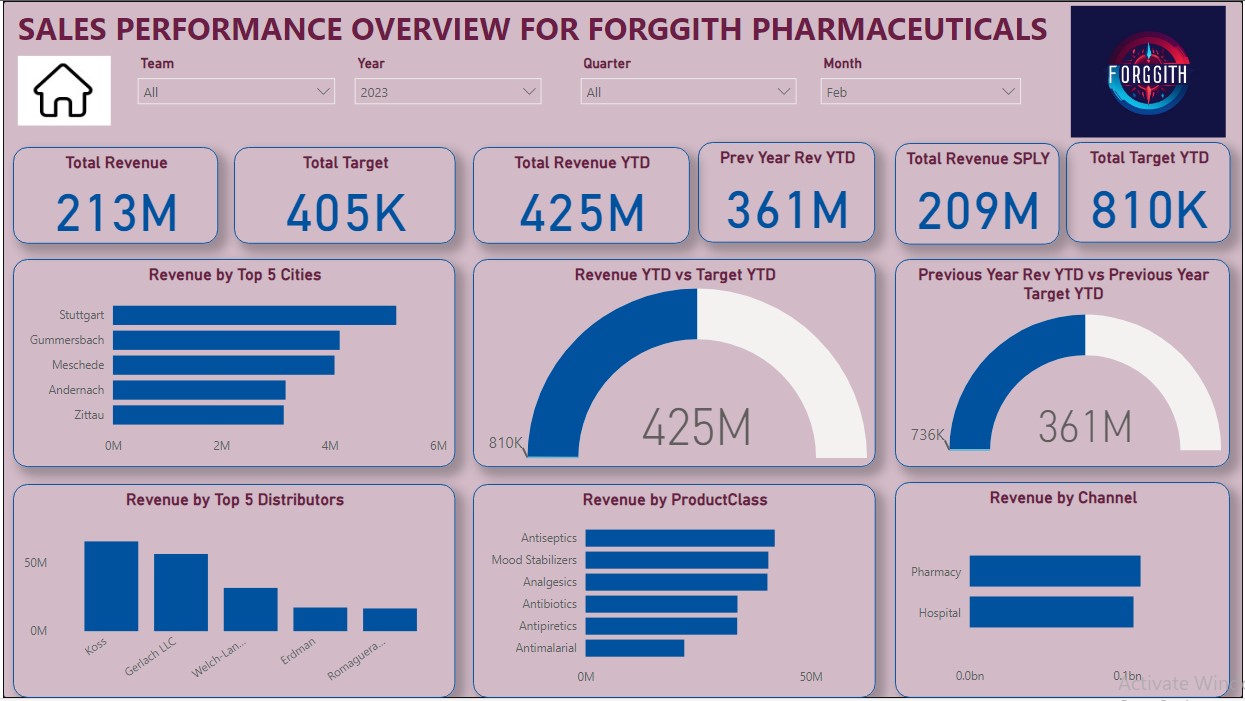 SALES PERFORMANCE OVERVIEW FOR FORGGITH PHARMACEUTICALS
FORGGITH
Team
Year
Quarter
Month
All
2023
All
Feb
Total Revenue
213M
Total Target
405K
Total Revenue YTD
425M
Prev Year Rev YTD
361M
Total Revenue SPLY
209M
Total Target YTD
810K
Revenue by Top 5 Cities
Stuttgart
Gummersbach
Meschede
Andernach
Zittau
0M 2M 4M 6M
Revenue YTD vs Target YTD
810K
425M
Previous Year Rev YTD vs Previous Year
Target YTD
736K
361M
Revenue by Top 5 Distributors
50M
0M
Koss
Gerlach LLC
Welch-Lan...
Erdman
Romaguera...
Revenue by ProductClass
Antiseptics
Mood Stabilizers
Analgesics
Antibiotics
Antipiretics
Antimalarial
0M 50M
Revenue by Channel
Pharmacy
Hospital
0.0bn 0.1bn
Activate Wind